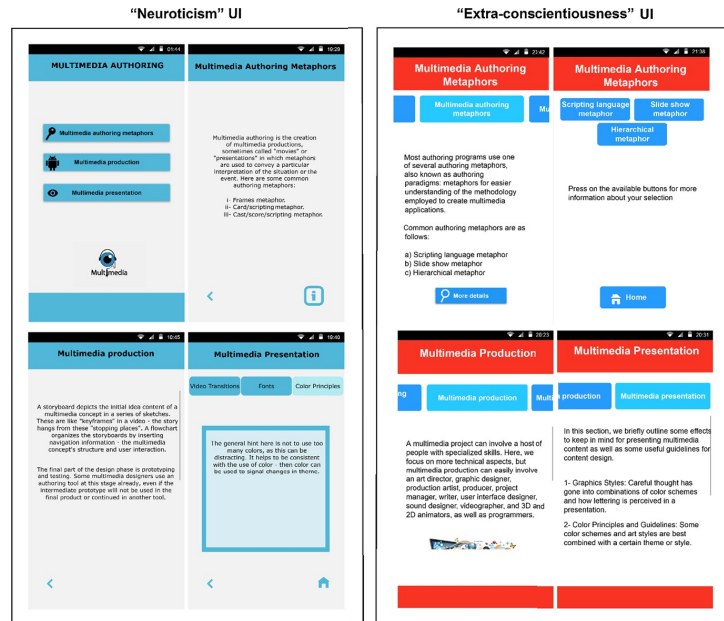 "Neuroticism" UI
"Extra-conscientiousness" UI
01:44
MULTIMEDIA AUTHORING
Multimedia authoring metaphors
Multimedia production
Multimedia presentation
Multimedia
19:29
Multimedia Authoring Metaphors
Multimedia authoring is the creation
of multimedia productions,
sometimes called "movies" or
"presentations" in which metaphors
are used to convey a particular
interpretation of the situation or the
event. Here are some common
authoring metaphors:
i- Frames metaphor.
ii- Card/scripting metaphor.
iii- Cast/score/scripting metaphor.
19:45
Multimedia production
A storyboard depicts the initial idea content of a
multimedia concept in a series of sketches.
These are like "keyframes" in a video - the story
hangs from these "stopping places". A flowchart
organizes the storyboards by inserting
navigation information - the multimedia
concept's structure and user interaction.
The final part of the design phase is prototyping
and testing. Some multimedia designers use an
authoring tool at this stage already, even if the
intermediate prototype will not be used in the
final product or continued in another tool.
19:48
Multimedia Presentation
Video Transitions
Fonts
Color Principles
The general hint here is not to use too
many colors, as this can be
distracting. It helps to be consistent
with the use of color - then color can
be used to signal changes in theme.
20:42
Multimedia Authoring
Metaphors
Multimedia authoring
metaphors
Mu
Most authoring programs use one
of several authoring metaphors,
also known as authoring
paradigms: metaphors for easier
understanding of the methodology
employed to create multimedia
applications.
Common authoring metaphors are as
follows:
a) Scripting language metaphor
b) Slide show metaphor
c) Hierarchical metaphor
More details
21:38
Multimedia Authoring
Metaphors
Scripting language
metaphor
Slide show
metaphor
Hierarchical
metaphor
Press on the available buttons for more
information about your selection
Home
20:23
Multimedia Production
ng
Multimedia production
Multi
A multimedia project can involve a host of
people with specialized skills. Here, we
focus on more technical aspects, but
multimedia production can easily involve
an art director, graphic designer,
production artist, producer, project
manager, writer, user interface designer,
sound designer, videographer, and 3D and
2D animators, as well as programmers.
20:31
Multimedia Presentation
production
Multimedia presentation
In this section, we briefly outline some effects
to keep in mind for presenting multimedia
content as well as some useful guidelines for
content design.
1- Graphics Styles: Careful thought has
gone into combinations of color schemes
and how lettering is perceived in a
presentation.
2- Color Principles and Guidelines: Some
color schemes and art styles are best
combined with a certain theme or style.